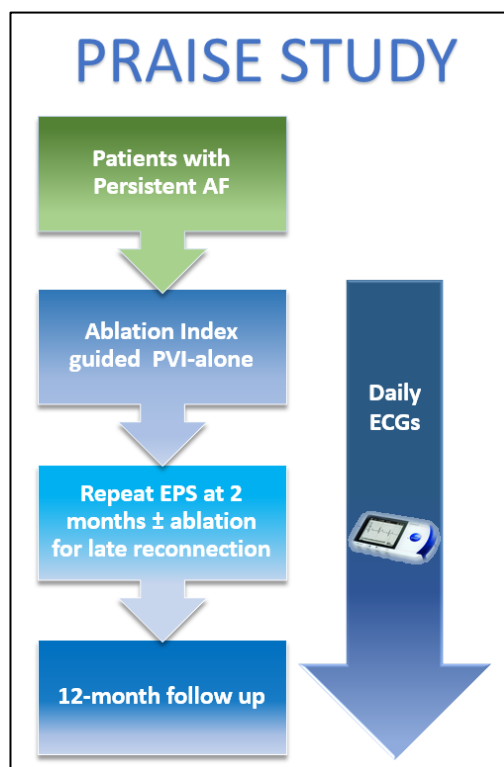 PRAISE STUDY
Patients with
Persistent AF
Ablation Index
guided PVI-alone
Daily
ECGs
Repeat EPS at 2
months ± ablation
for late reconnection
12-month follow up